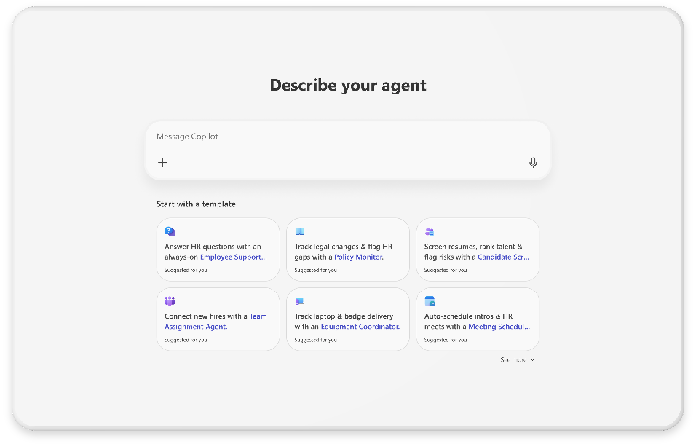 Describe your agent
Message Copilot
Start with a template
Answer HR questions with an
always-on Employee Support.
Suggested for you
Track legal changes & flag HR
gaps with a Policy Monitor.
Suggested for you
Screen resumes, rank talent &
flag risks with a Candidate Scr...
Suggested for you
Connect new hires with a Team
Assignment Agent.
Suggested for you
Track laptop & badge delivery
with an Equipment Coordinator.
Suggested for you
Auto-schedule intros & HR
meets with a Meeting Schedul...
Suggested for you